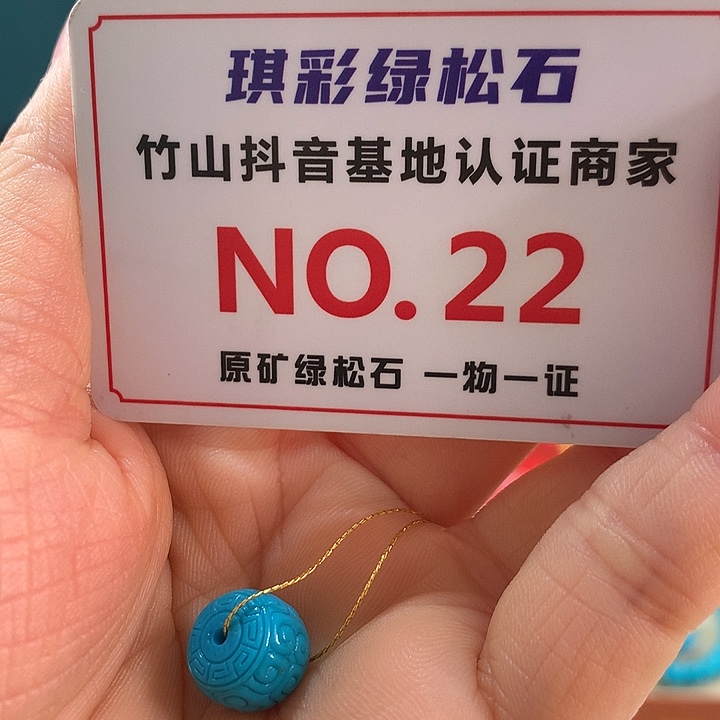 琪彩绿松石
竹山抖音基地认证商家
NO. 22
原矿绿松石 一物一证